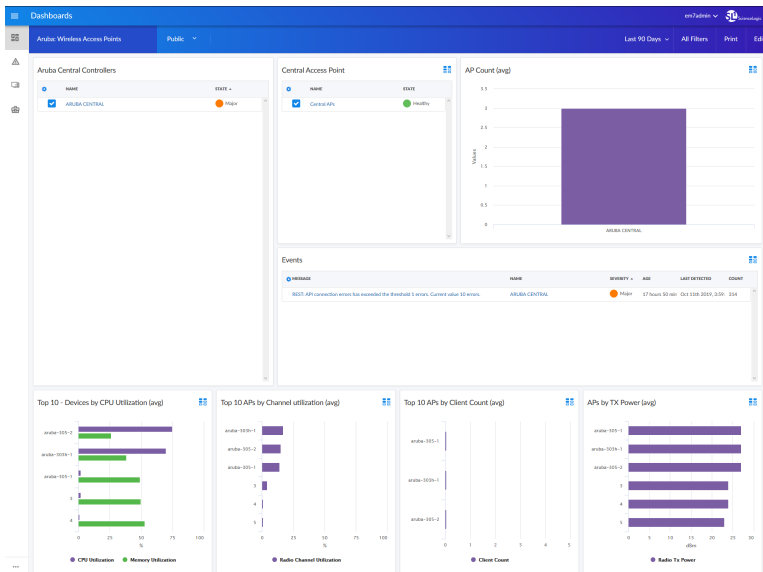 Dashboards
em7admin
SL ScienceLogic
Aruba: Wireless Access Points
Public
Last 90 Days
All Filters
Print
Edi
Aruba Central Controllers
NAME STATE
ARUBA CENTRAL Major
Central Access Point
NAME STATE
Central APs Healthy
AP Count (avg)
3.5
3
2.5
2
1.5
1
0.5
0
Values
ARUBA CENTRAL
Events
MESSAGE NAME SEVERITY AGE LAST DETECTED COUNT
REST: API connection errors has exceeded the threshold 5 errors. Current value 10 errors. ARUBA CENTRAL Major 17 hours 50 min Oct 11th 2019, 3:59: 214
Top 10 - Devices by CPU Utilization (avg)
aruba-305-2
aruba-303h-1
aruba-305-1
3
4
0 25 50 75 100
%
CPU Utilization Memory Utilization
Top 10 APs by Channel utilization (avg)
aruba-303h-1
aruba-305-2
aruba-305-1
3
4
5
0 25 50 75 100
%
Radio Channel Utilization
Top 10 APs by Client Count (avg)
aruba-305-1
aruba-303h-1
aruba-305-2
0 1 2 3 4 5
Client Count
APs by TX Power (avg)
aruba-305-1
aruba-303h-1
aruba-305-2
3
4
5
0 5 10 15 20 25 30
dBm
Radio Tx Power